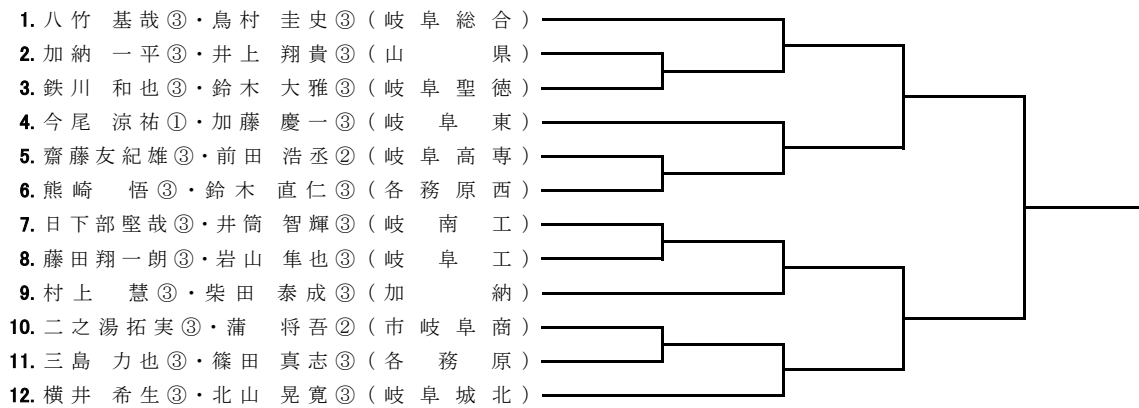 1. 八竹 基哉③・鳥村 圭史③(岐阜総合)
2. 加納 一平③・井上 翔貴③(山県)
3. 鉄川 和也③・鈴木 大雅③(岐阜聖徳)
4. 今尾 涼祐①・加藤 慶一③(岐阜東)
5. 齋藤友紀雄③・前田 浩丞②(岐阜高専)
6. 熊崎 悟③・鈴木 直仁③(各務原西)
7. 日下部堅哉③・井筒 智輝③(岐南工)
8. 藤田翔一朗③・岩山 隼也③(岐阜工)
9. 村上 慧③・柴田 泰成③(加納)
10. 二之湯拓実③・蒲 将吾②(市岐阜商)
11. 三島 力也③・篠田 真志③(各務原)
12. 横井 希生③・北山 晃寛③(岐阜城北)